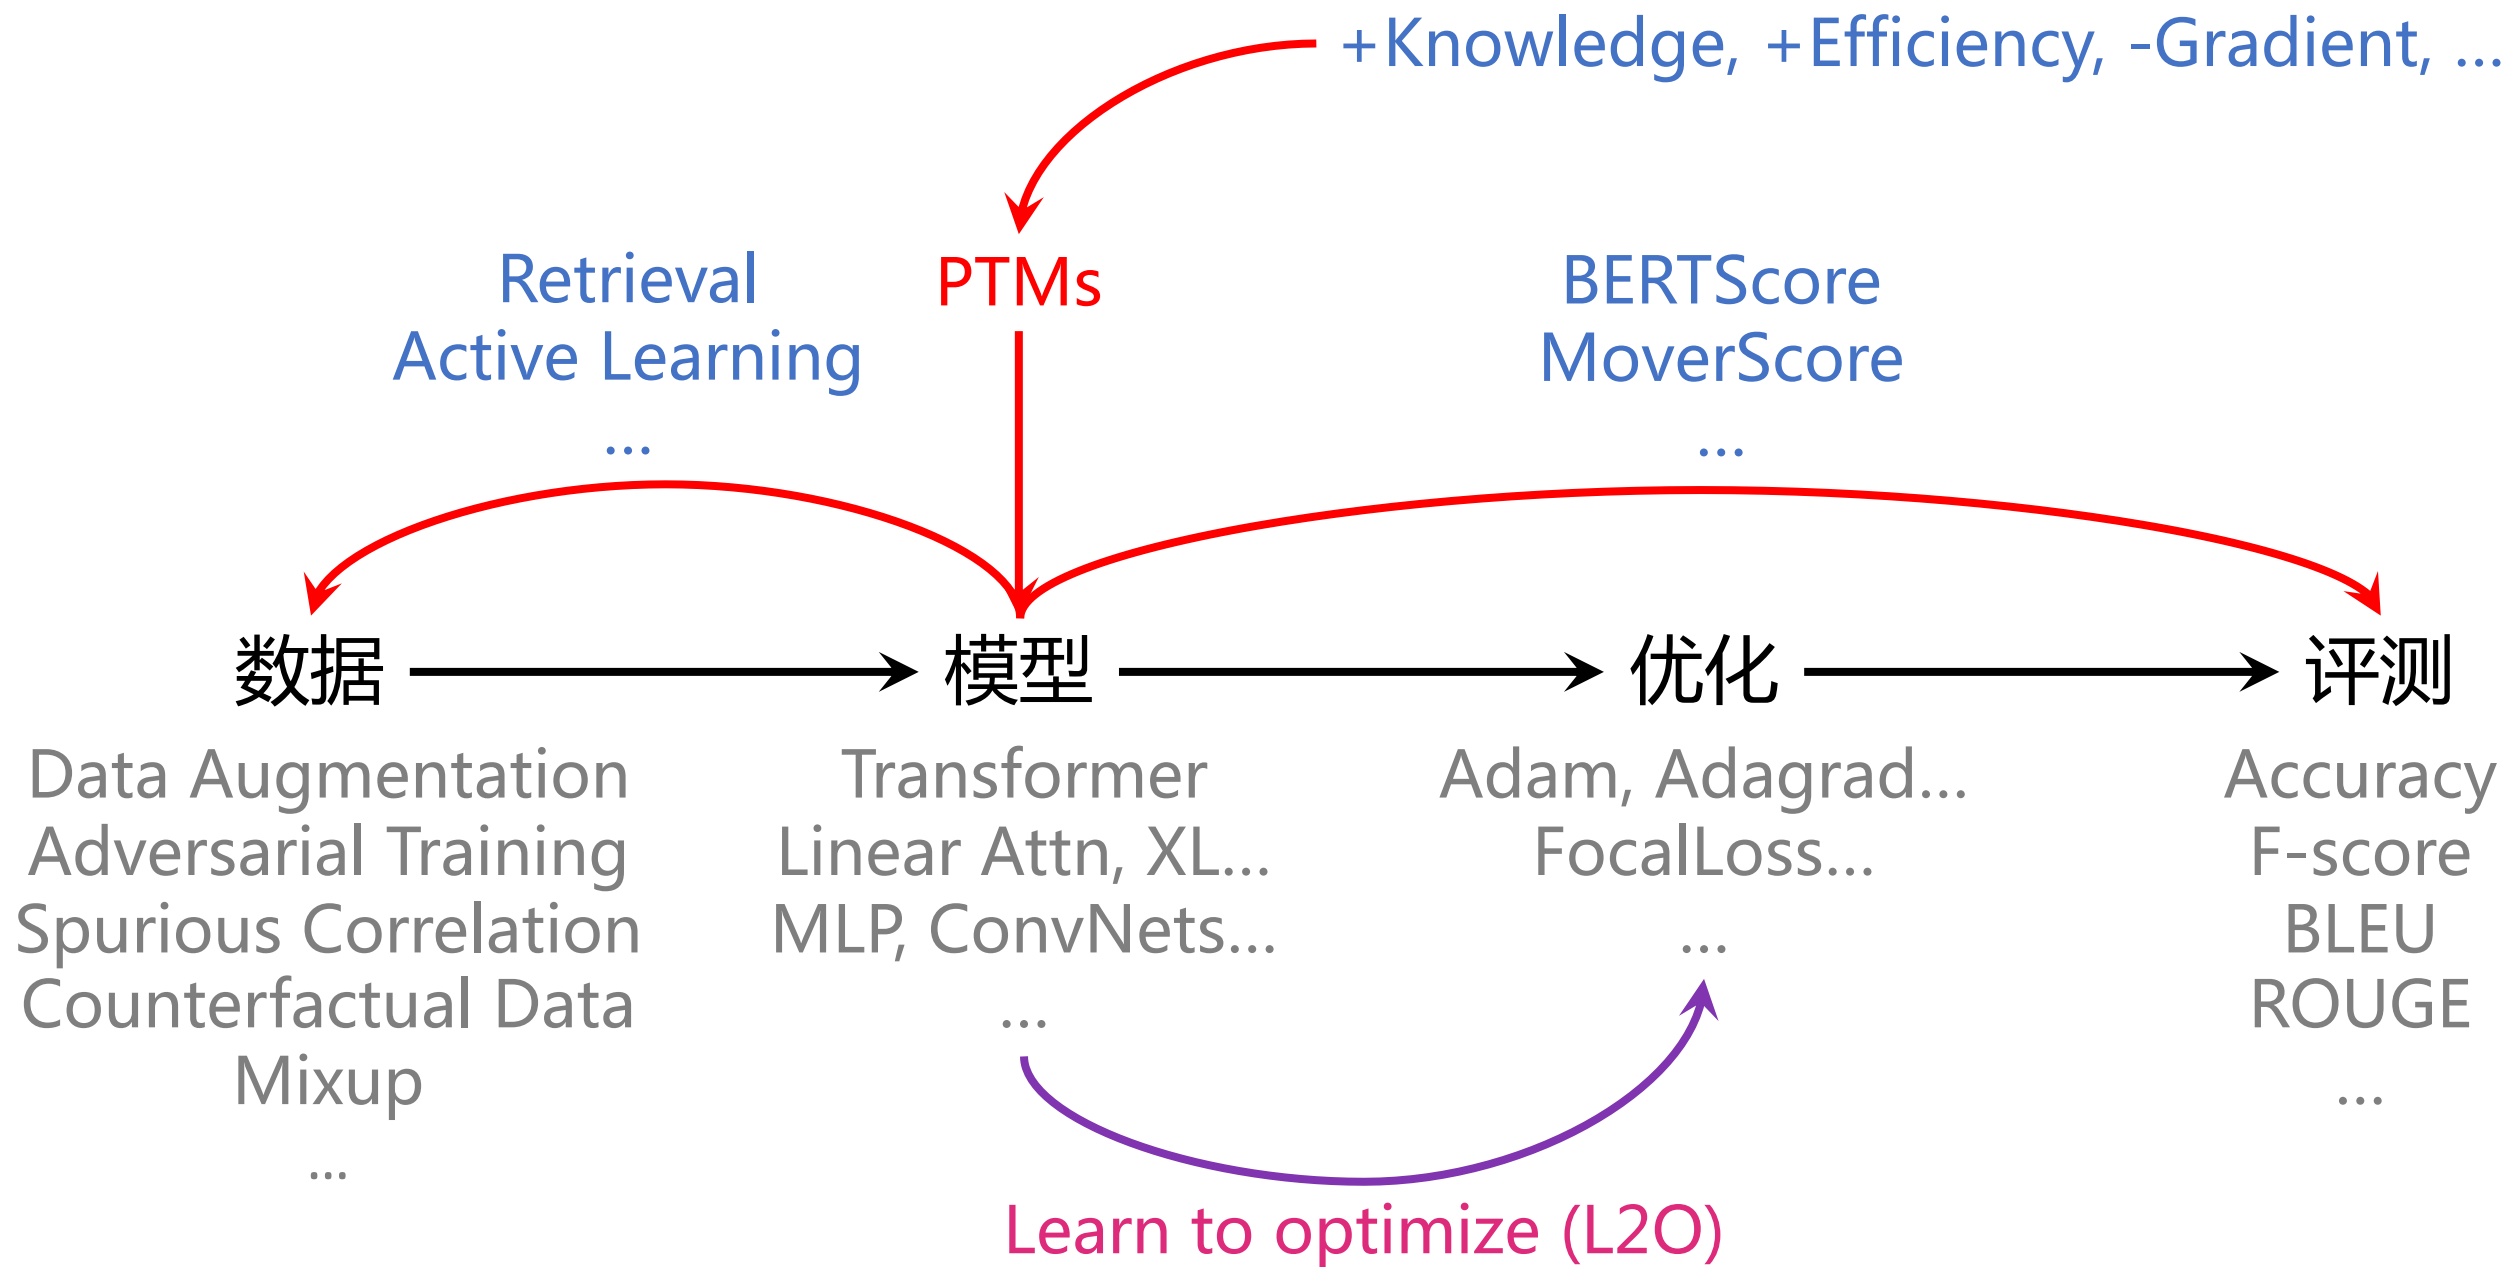 +Knowledge, +Efficiency, -Gradient, ...
Retrieval
Active Learning
...
PTMs
BERTScore
MoverScore
...
数据
模型
优化
评测
Data Augmentation
Adversarial Training
Spurious Correlation
Counterfactual Data
Mixup
...
Transformer
Linear Attn, XL...
MLP, ConvNets...
...
Adam, Adagrad...
FocalLoss...
...
Accuracy
F-score
BLEU
ROUGE
...
Learn to optimize (L2O)